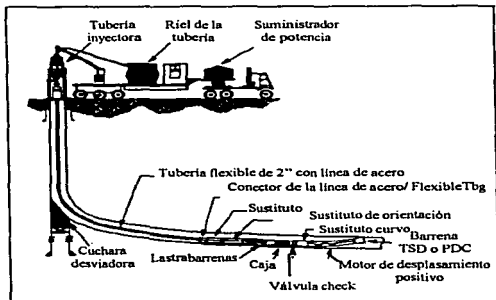 Tubería
inyectora
Ríel de la
tubería
Suministrador
de potencia
Tubería flexible de 2" con línea de acero
Conector de la línea de acero/ FlexibleTbg
Sustituto
Sustituto de orientación
Sustituto curvo
Barrena
TSD o PDC
Cuchara
desviadora
Lastrabarrenas
Caja
Válvula check
Motor de desplasamiento
positivo